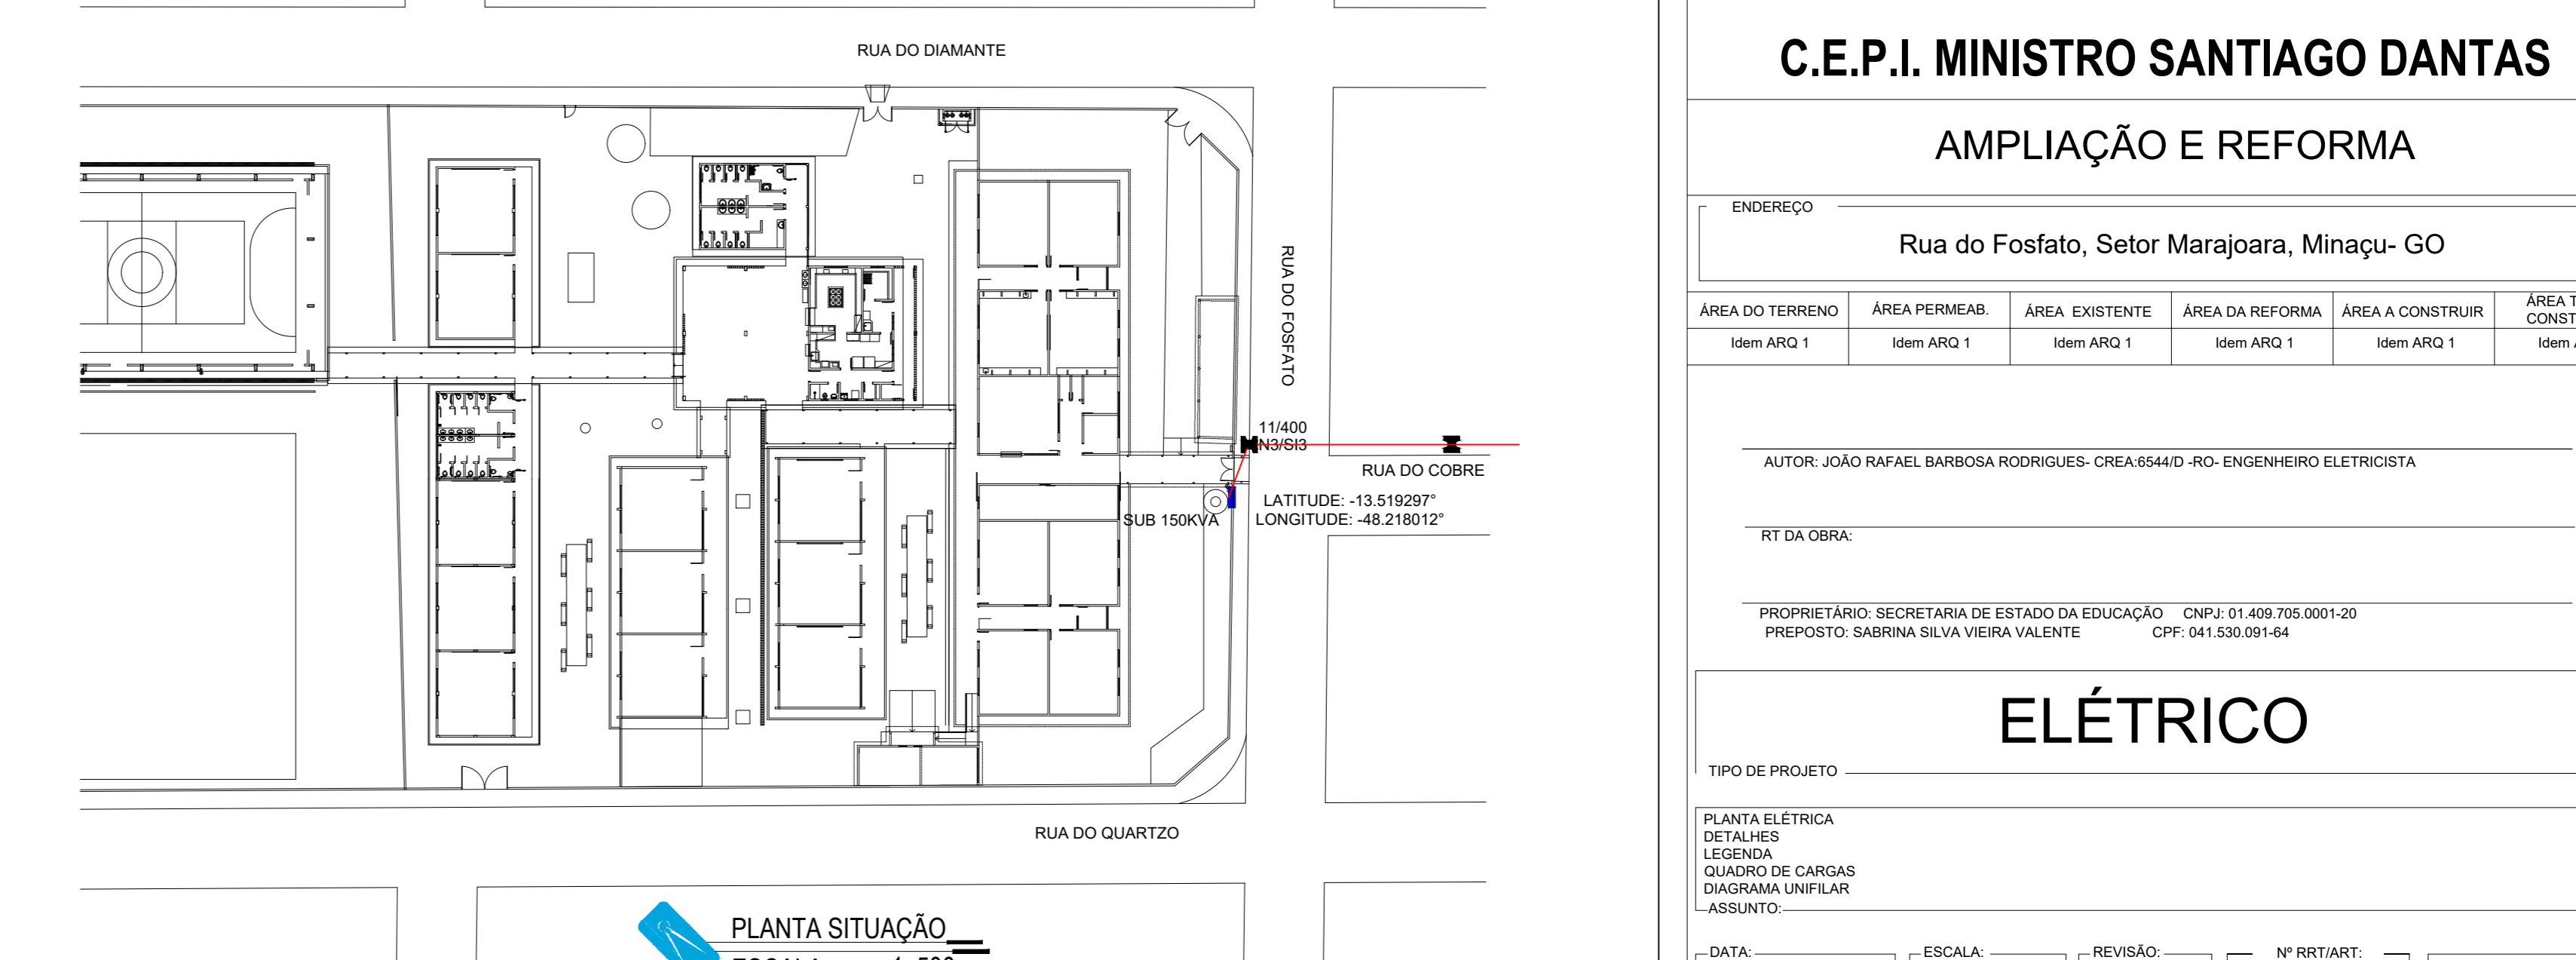 RUA DO DIAMANTE
RUA DO FOSFATO
11/400
N3/SI3
RUA DO COBRE
LATITUDE: -13.519297°
LONGITUDE: -48.218012°
SUB 150KVA
RUA DO QUARTZO
PLANTA SITUAÇÃO
C.E.P.I. MINISTRO SANTIAGO DANTAS
AMPLIAÇÃO E REFORMA
ENDEREÇO
Rua do Fosfato, Setor Marajoara, Minaçu- GO
ÁREA DO TERRENO ÁREA PERMEAB. ÁREA EXISTENTE ÁREA DA REFORMA ÁREA A CONSTRUIR ÁREA
Idem ARQ 1 Idem ARQ 1 Idem ARQ 1 Idem ARQ 1 Idem ARQ 1 Idem
AUTOR: JOÃO RAFAEL BARBOSA RODRIGUES- CREA:6544/D -RO- ENGENHEIRO ELETRICISTA
RT DA OBRA:
PROPRIETÁRIO: SECRETARIA DE ESTADO DA EDUCAÇÃO CNPJ: 01.409.705.0001-20
PREPOSTO: SABRINA SILVA VIEIRA VALENTE CPF: 041.530.091-64
ELÉTRICO
TIPO DE PROJETO
PLANTA ELÉTRICA
DETALHES
LEGENDA
QUADRO DE CARGAS
DIAGRAMA UNIFILAR
ASSUNTO:
DATA: ESCALA: REVISÃO: Nº RRT/ART: